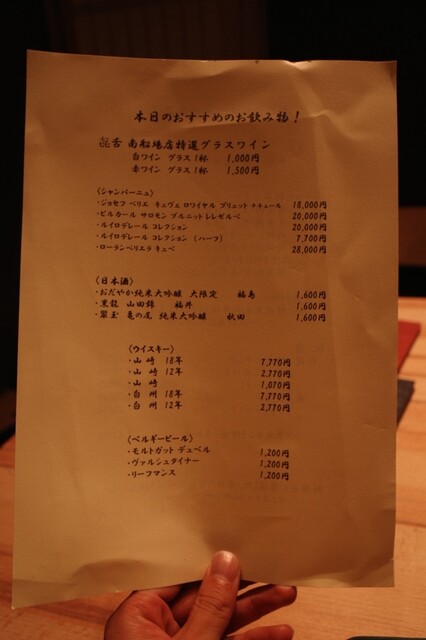 本日のおすすめのお飲み物！
舌 南船場店特選グラスワイン
白ワイン グラス1杯 1,000円
赤ワイン グラス1杯 1,500円
〈シャンパーニュ〉
・ジョセフ ペリエ キュヴェ ロワイヤル ブリュット ナチュール 18,000円
・ビルカール サロモン ブルニット レゼルベ 20,000円
・ルイロデレール コレクション 20,000円
・ルイロデレール コレクション （ハーフ） 7,700円
・ローランペリエラ キュベ 28,000円
〈日本酒〉
・おだやか純米大吟醸 大限定 福島 1,600円
・黒龍 山田錦 福井 1,600円
・翠玉 亀の尾 純米大吟醸 秋田 1,600円
〈ウイスキー〉
・山崎 18年 7,770円
・山崎 12年 2,770円
・山崎 1,070円
・白州 18年 7,770円
・白州 12年 2,770円
〈ベルギービール〉
・モルトガット デュベル 1,200円
・ヴァルシュタイナー 1,200円
・リーフマンス 1,200円